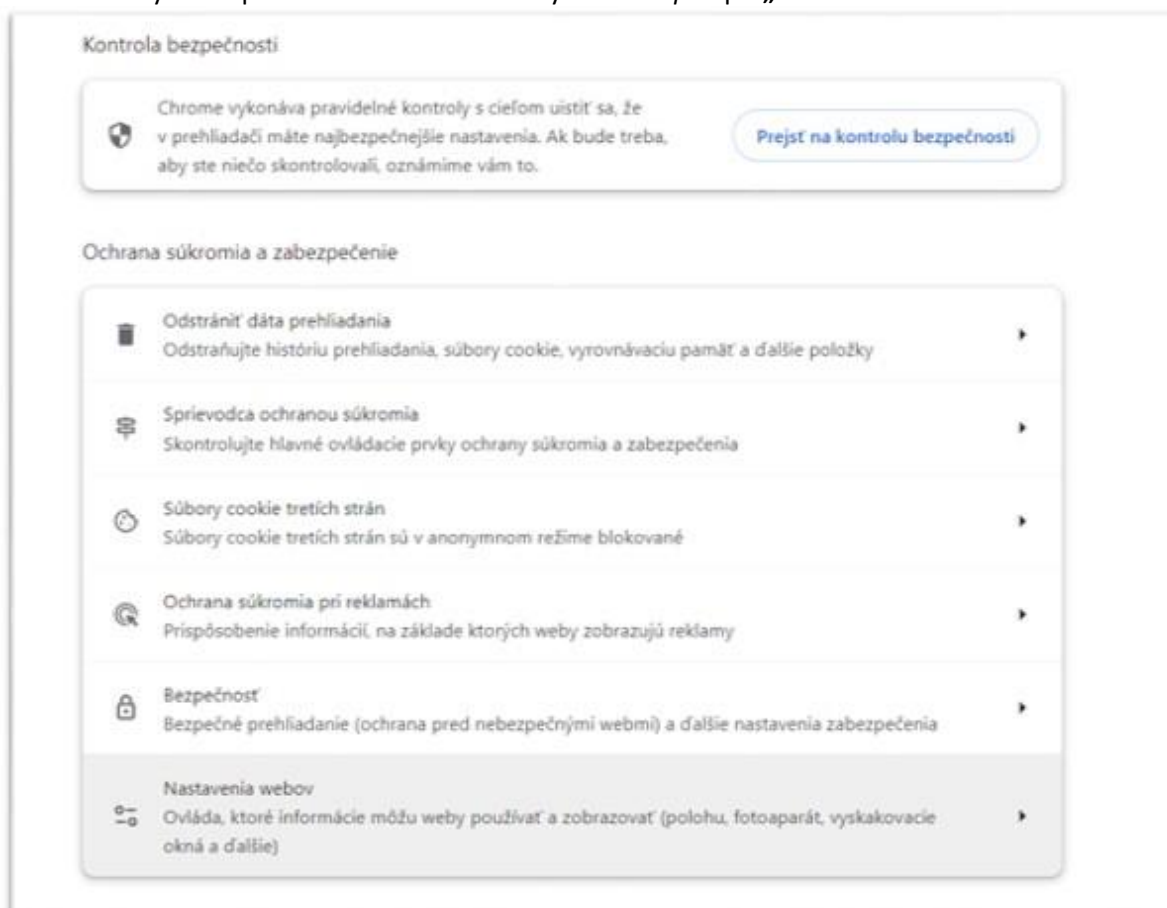 Kontrola bezpečnosti
Chrome vykonáva pravidelné kontroly s cieľom uistiť sa, že
v prehliadači máte najbezpečnejšie nastavenia. Ak bude treba,
aby ste niečo skontrolovali, oznámime vám to.
Prejsť na kontrolu bezpečnosti
Ochrana súkromia a zabezpečenie
Odstrániť dáta prehliadania
Odstraňujte históriu prehliadania, súbory cookie, vyrovnávaciu pamäť a ďalšie položky
Sprievodca ochranou súkromia
Skontrolujte hlavné ovládacie prvky ochrany súkromia a zabezpečenia
Súbory cookie tretích strán
Súbory cookie tretích strán sú v anonymnom režime blokované
Ochrana súkromia pri reklamách
Prispôsobenie informácií, na základe ktorých weby zobrazujú reklamy
Bezpečnosť
Bezpečné prehliadanie (ochrana pred nebezpečnými webmi) a ďalšie nastavenia zabezpečenia
Nastavenia webov
Ovláda, ktoré informácie môžu weby používať a zobrazovať (polohu, fotoaparát, vyskakovacie
okná a ďalšie)